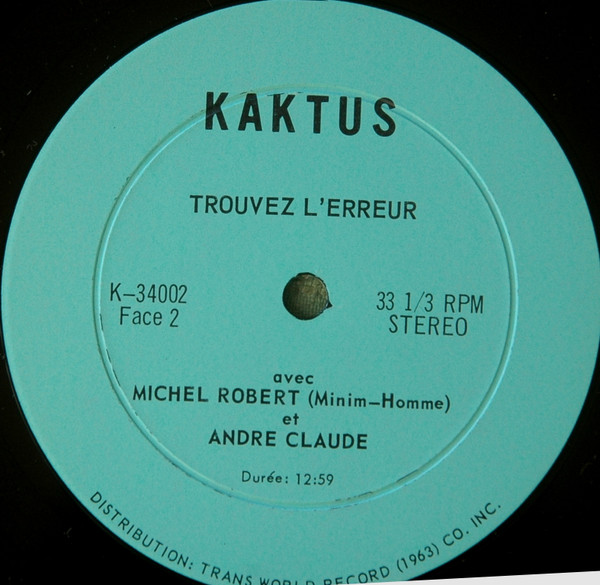 KAKTUS
TROUVEZ L'ERREUR
K-34002
Face 2
33 1/3 RPM
STEREO
avec
MICHEL ROBERT (Minim-Homme)
et
ANDRE CLAUDE
Durée: 12:59
DISTRIBUTION: TRANS WORLD RECORD (1963) CO. INC.